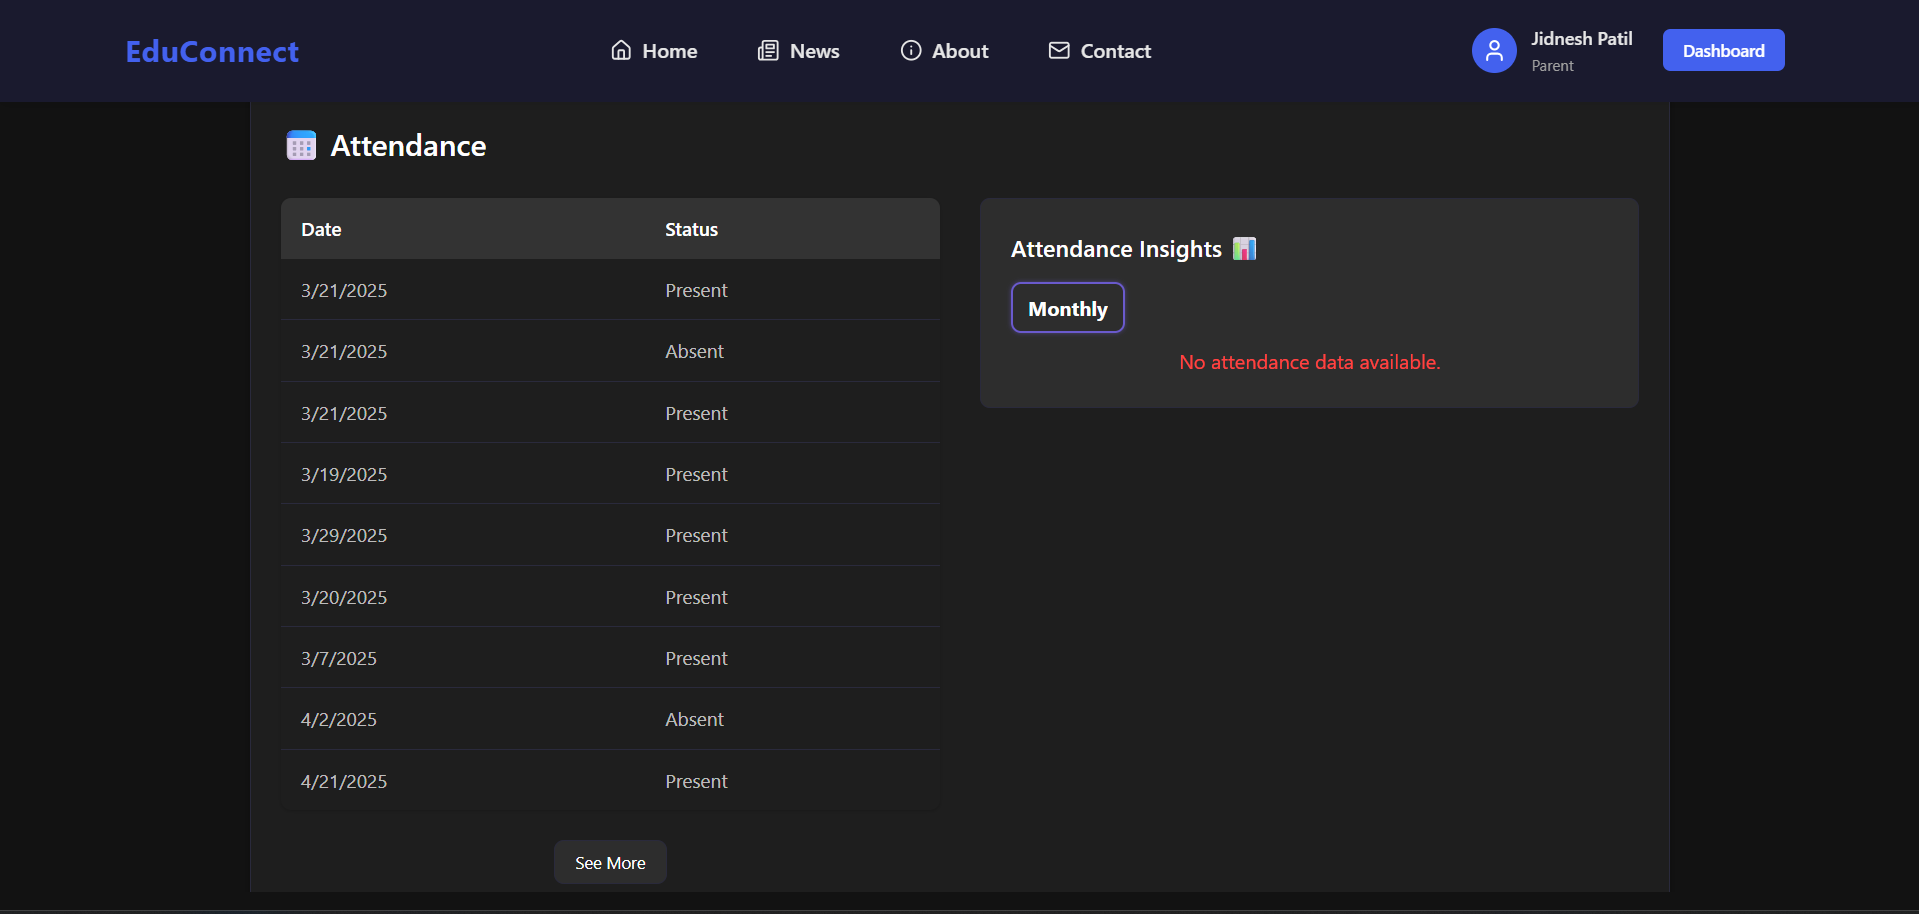 EduConnect
Home
News
About
Contact
Jidnesh Patil
Parent
Dashboard
Attendance
Date Status
3/21/2025 Present
3/21/2025 Absent
3/21/2025 Present
3/19/2025 Present
3/29/2025 Present
3/20/2025 Present
3/7/2025 Present
4/2/2025 Absent
4/21/2025 Present
See More
Attendance Insights
Monthly
No attendance data available.